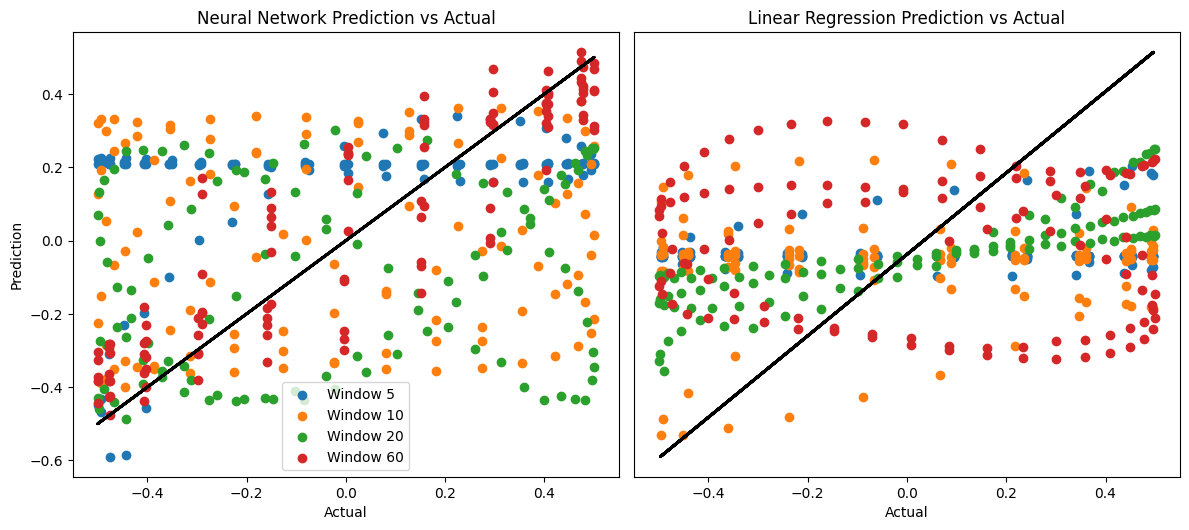 Neural Network Prediction vs Actual
Linear Regression Prediction vs Actual
Prediction
0.4
0.2
0.0
−0.2
−0.4
−0.6
Window 5
Window 10
Window 20
Window 60
−0.4 −0.2 0.0 0.2 0.4
−0.4 −0.2 0.0 0.2 0.4
Actual
Actual